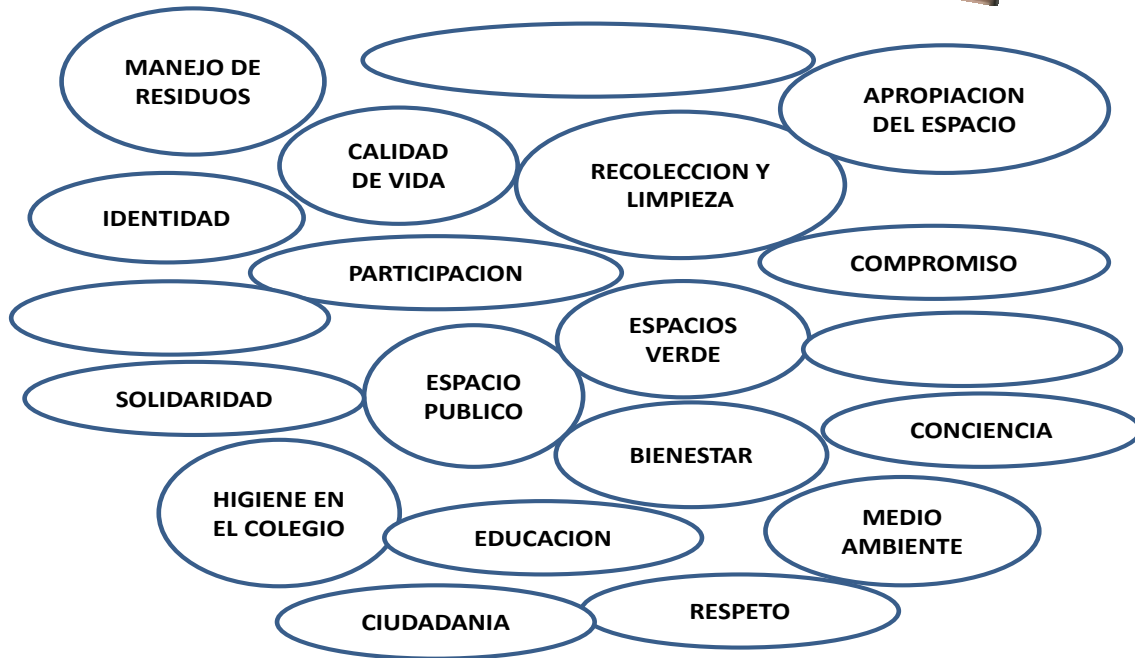 MANEJO DE
RESIDUOS
APROPIACION
DEL ESPACIO
CALIDAD
DE VIDA
RECOLECCION Y
LIMPIEZA
IDENTIDAD
PARTICIPACION
COMPROMISO
ESPACIOS
VERDE
SOLIDARIDAD
ESPACIO
PUBLICO
BIENESTAR
CONCIENCIA
HIGIENE EN
EL COLEGIO
EDUCACION
MEDIO
AMBIENTE
CIUDADANIA
RESPETO